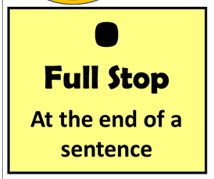 .
Full Stop
At the end of a
sentence